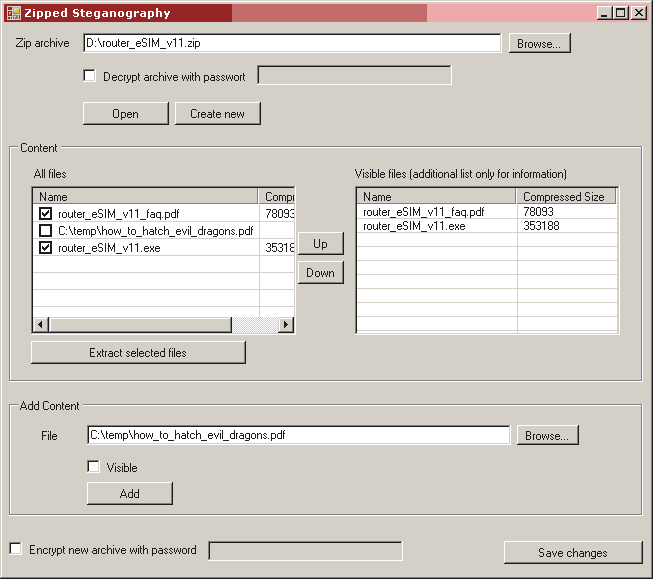 Zipped Steganography
Zip archive D:\router_eSIM_v11.zip Browse...
Decrypt archive with passwort
Open Create new
Content
All files
Name Compr
router_eSIM_v11_faq.pdf 78093
C:\temp\how_to_hatch_evil_dragons.pdf
router_eSIM_v11.exe 353188
Up
Down
Extract selected files
Visible files (additional list only for information)
Name Compressed Size
router_eSIM_v11_faq.pdf 78093
router_eSIM_v11.exe 353188
Add Content
File C:\temp\how_to_hatch_evil_dragons.pdf Browse...
Visible
Add
Encrypt new archive with password
Save changes